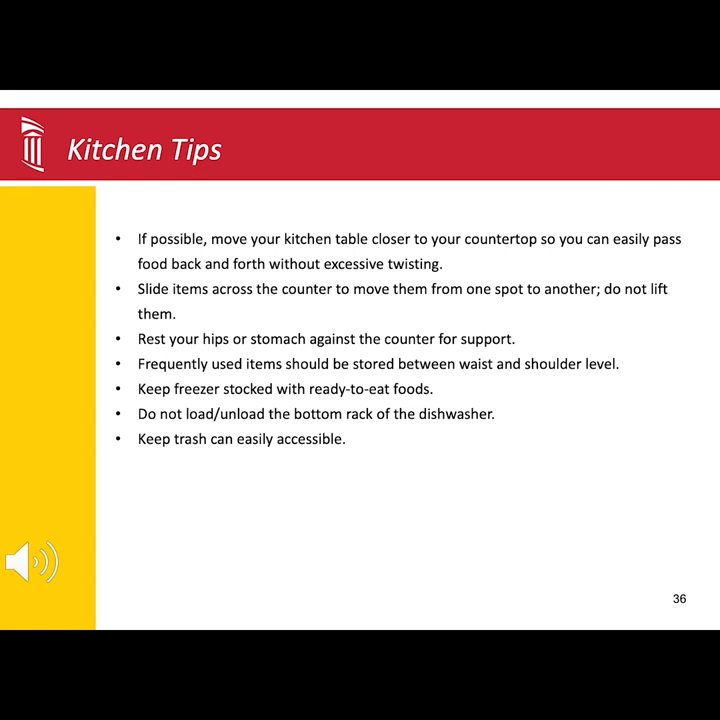 Kitchen Tips
• If possible, move your kitchen table closer to your countertop so you can easily pass
food back and forth without excessive twisting.
• Slide items across the counter to move them from one spot to another; do not lift
them.
• Rest your hips or stomach against the counter for support.
• Frequently used items should be stored between waist and shoulder level.
• Keep freezer stocked with ready-to-eat foods.
• Do not load/unload the bottom rack of the dishwasher.
• Keep trash can easily accessible.
36